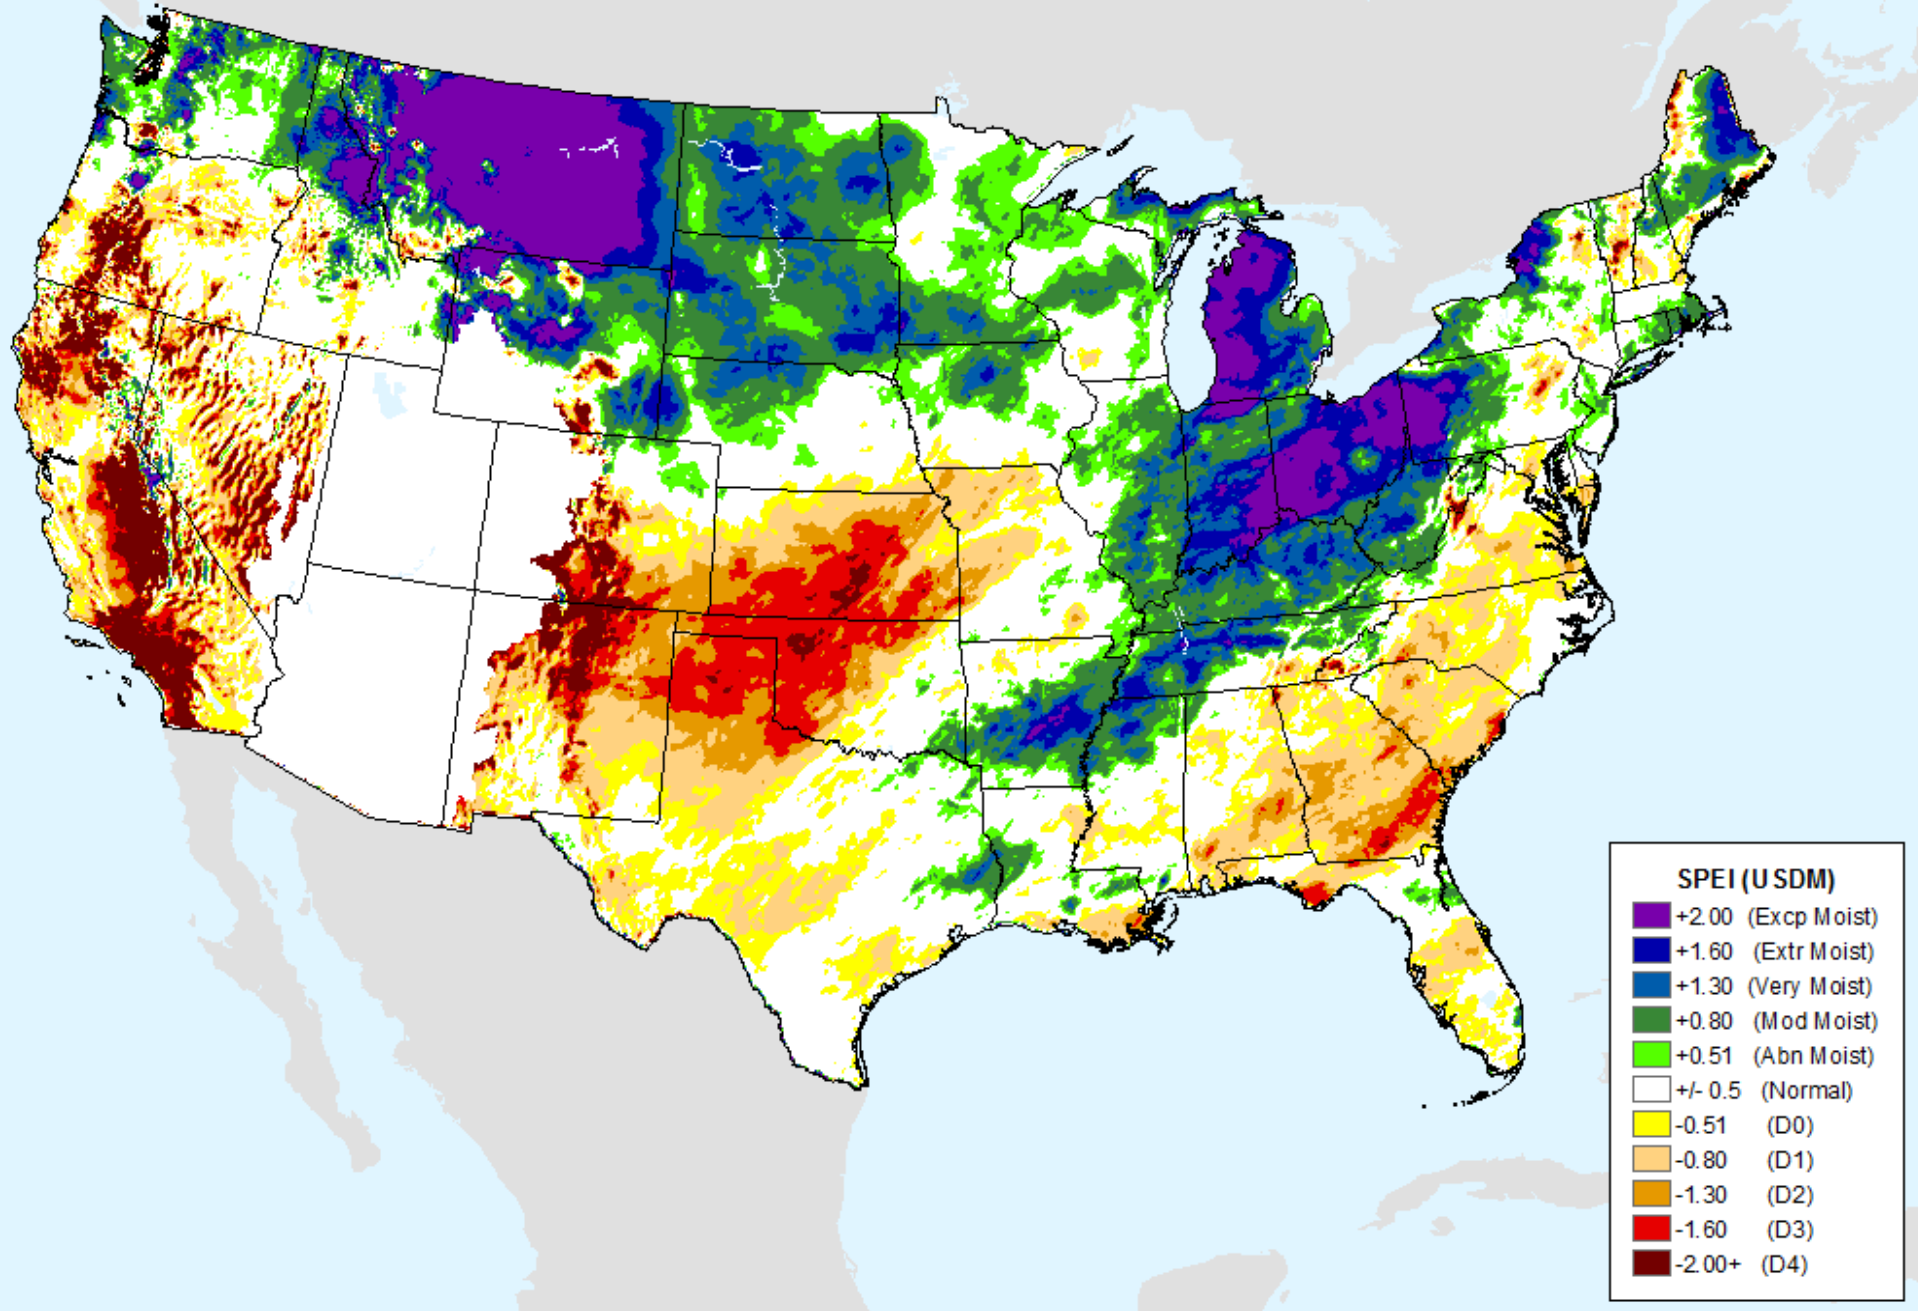 SPEI (USDM)
+2.00 (Excp Moist)
+1.60 (Extr Moist)
+1.30 (Very Moist)
+0.80 (Mod Moist)
+0.51 (Abn Moist)
+/- 0.5 (Normal)
-0.51 (D0)
-0.80 (D1)
-1.30 (D2)
-1.60 (D3)
-2.00+ (D4)